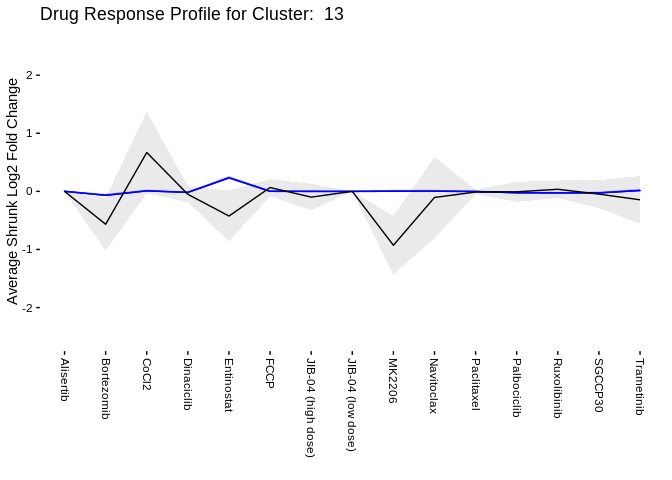 Drug Response Profile for Cluster:  13
Average Shrunk Log2 Fold Change
2
1
0
-1
-2
Alisertib
Bortezomib
CoCl2
Dinaciclib
Entinostat
FCCP
JIB-04 (high dose)
JIB-04 (low dose)
MK2206
Navitoclax
Paclitaxel
Palbociclib
Ruxolibinib
SGCCP30
Trametinib